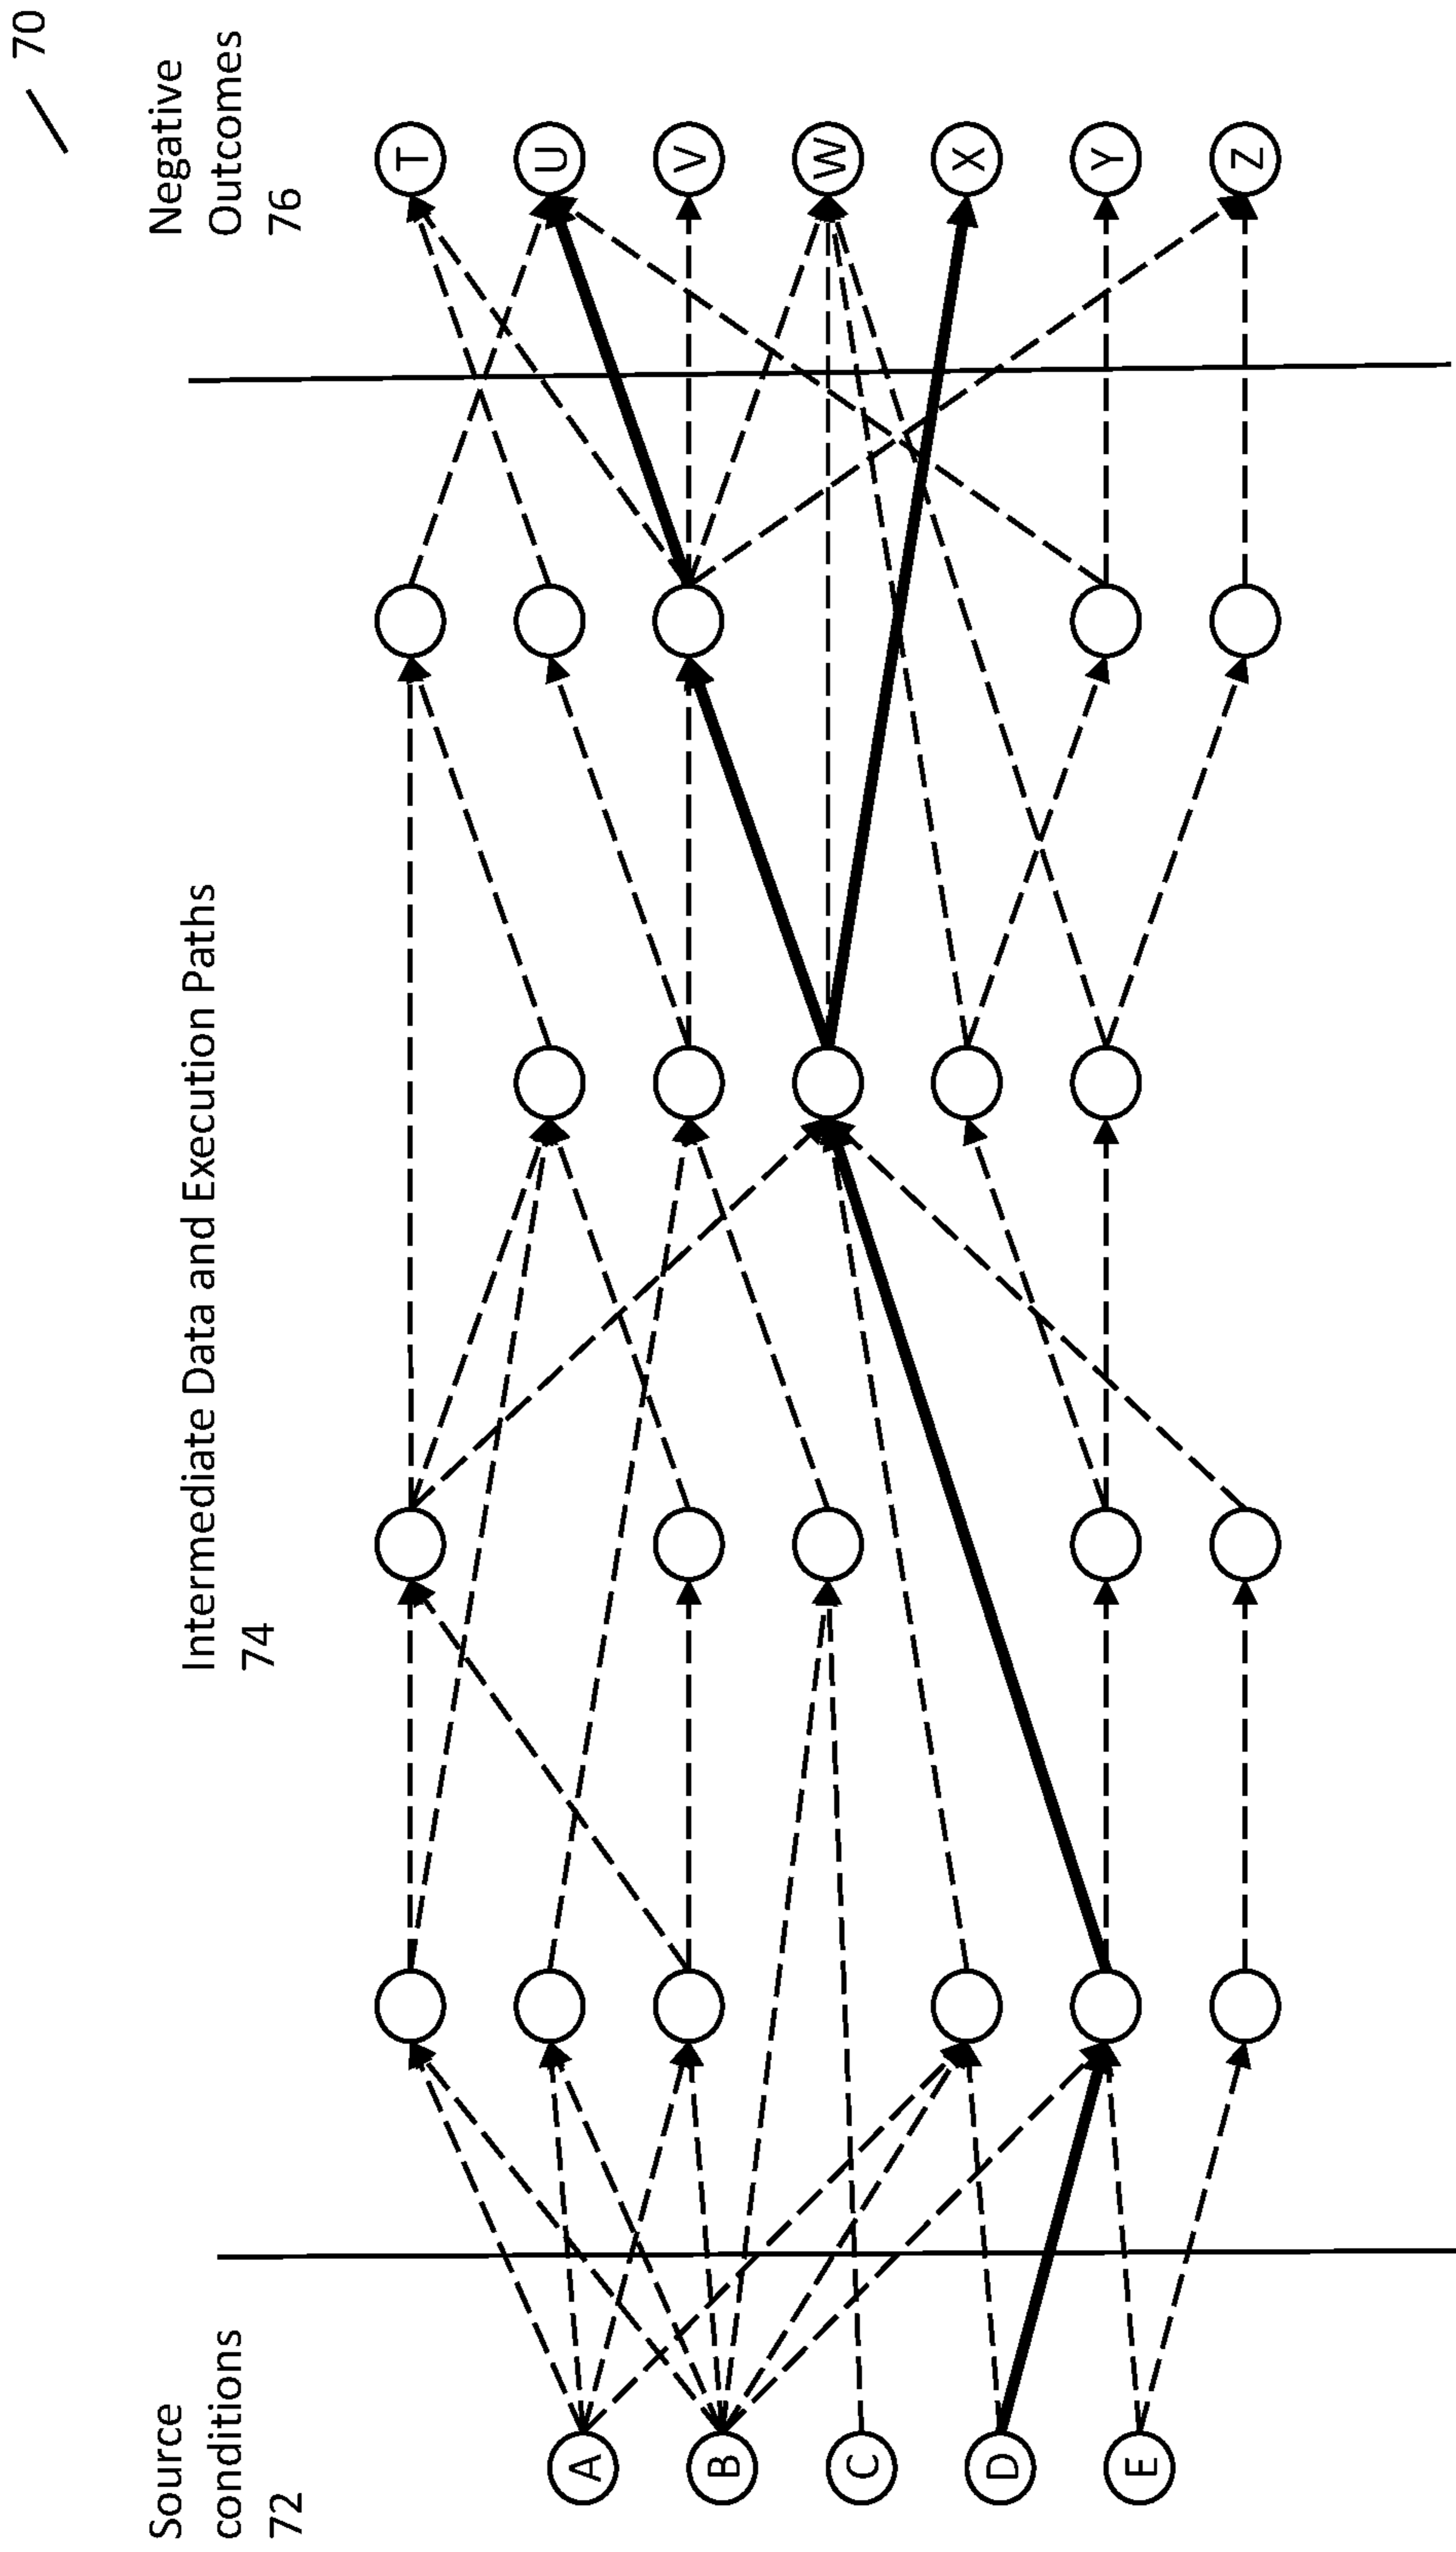 70
Source
conditions
72
Intermediate Data and Execution Paths
74
Negative
Outcomes
76
A
B
C
D
E
T
U
V
W
X
Y
Z